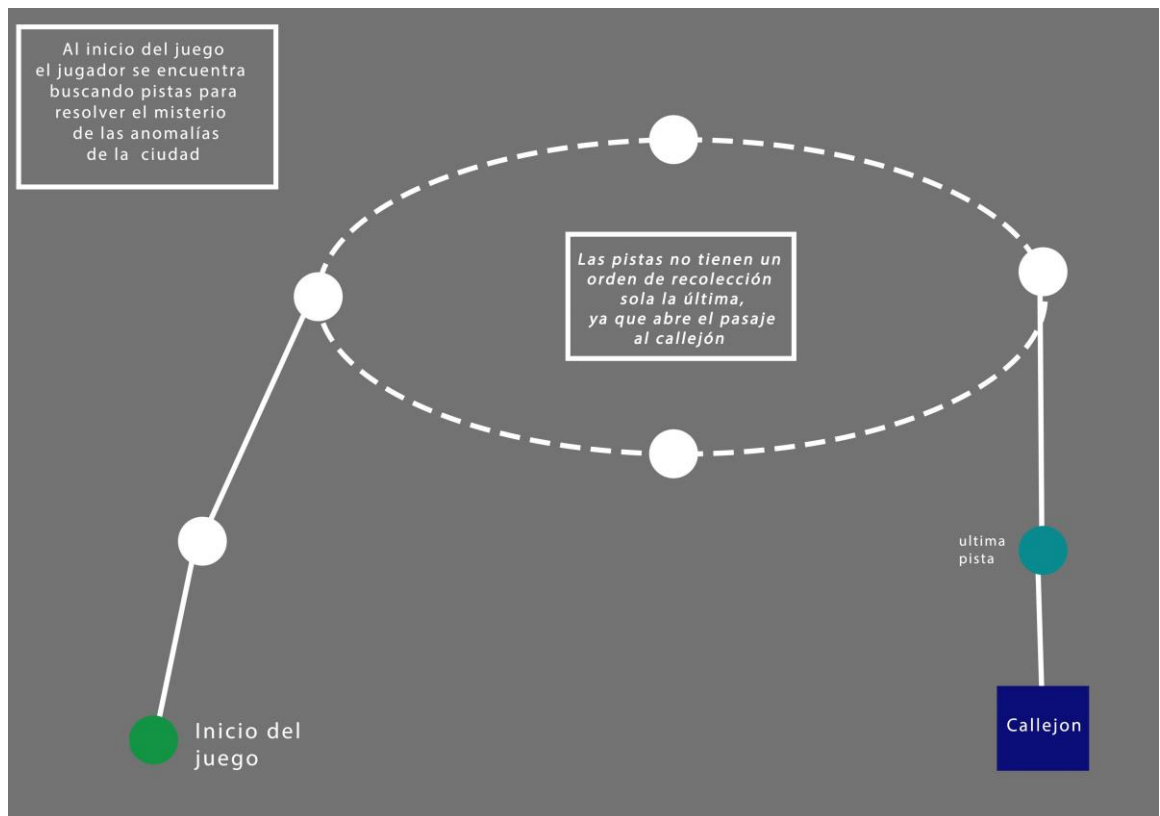 Al inicio del juego
el jugador se encuentra
buscando pistas para
resolver el misterio
de las anomalías
de la ciudad
Las pistas no tienen un
orden de recolección
sola la última,
ya que abre el pasaje
al callejón
ultima
pista
Inicio del
juego
Callejon